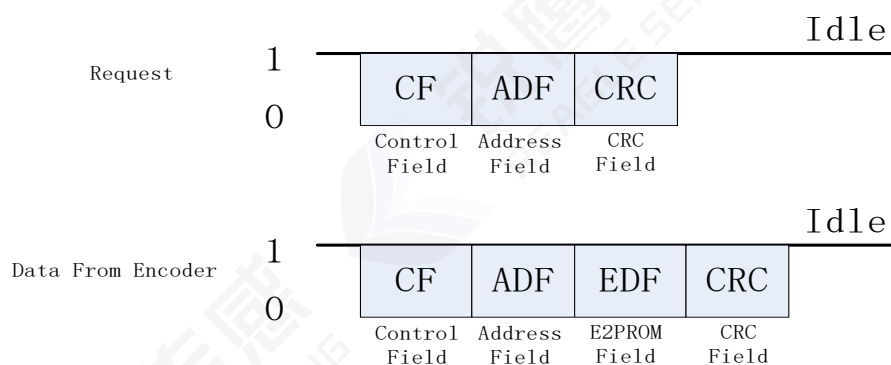 Idle
Request
1
0
CF ADF CRC
Control Field
Address Field
CRC Field
Idle
Data From Encoder
1
0
CF ADF EDF CRC
Control Field
Address Field
E2PROM Field
CRC Field